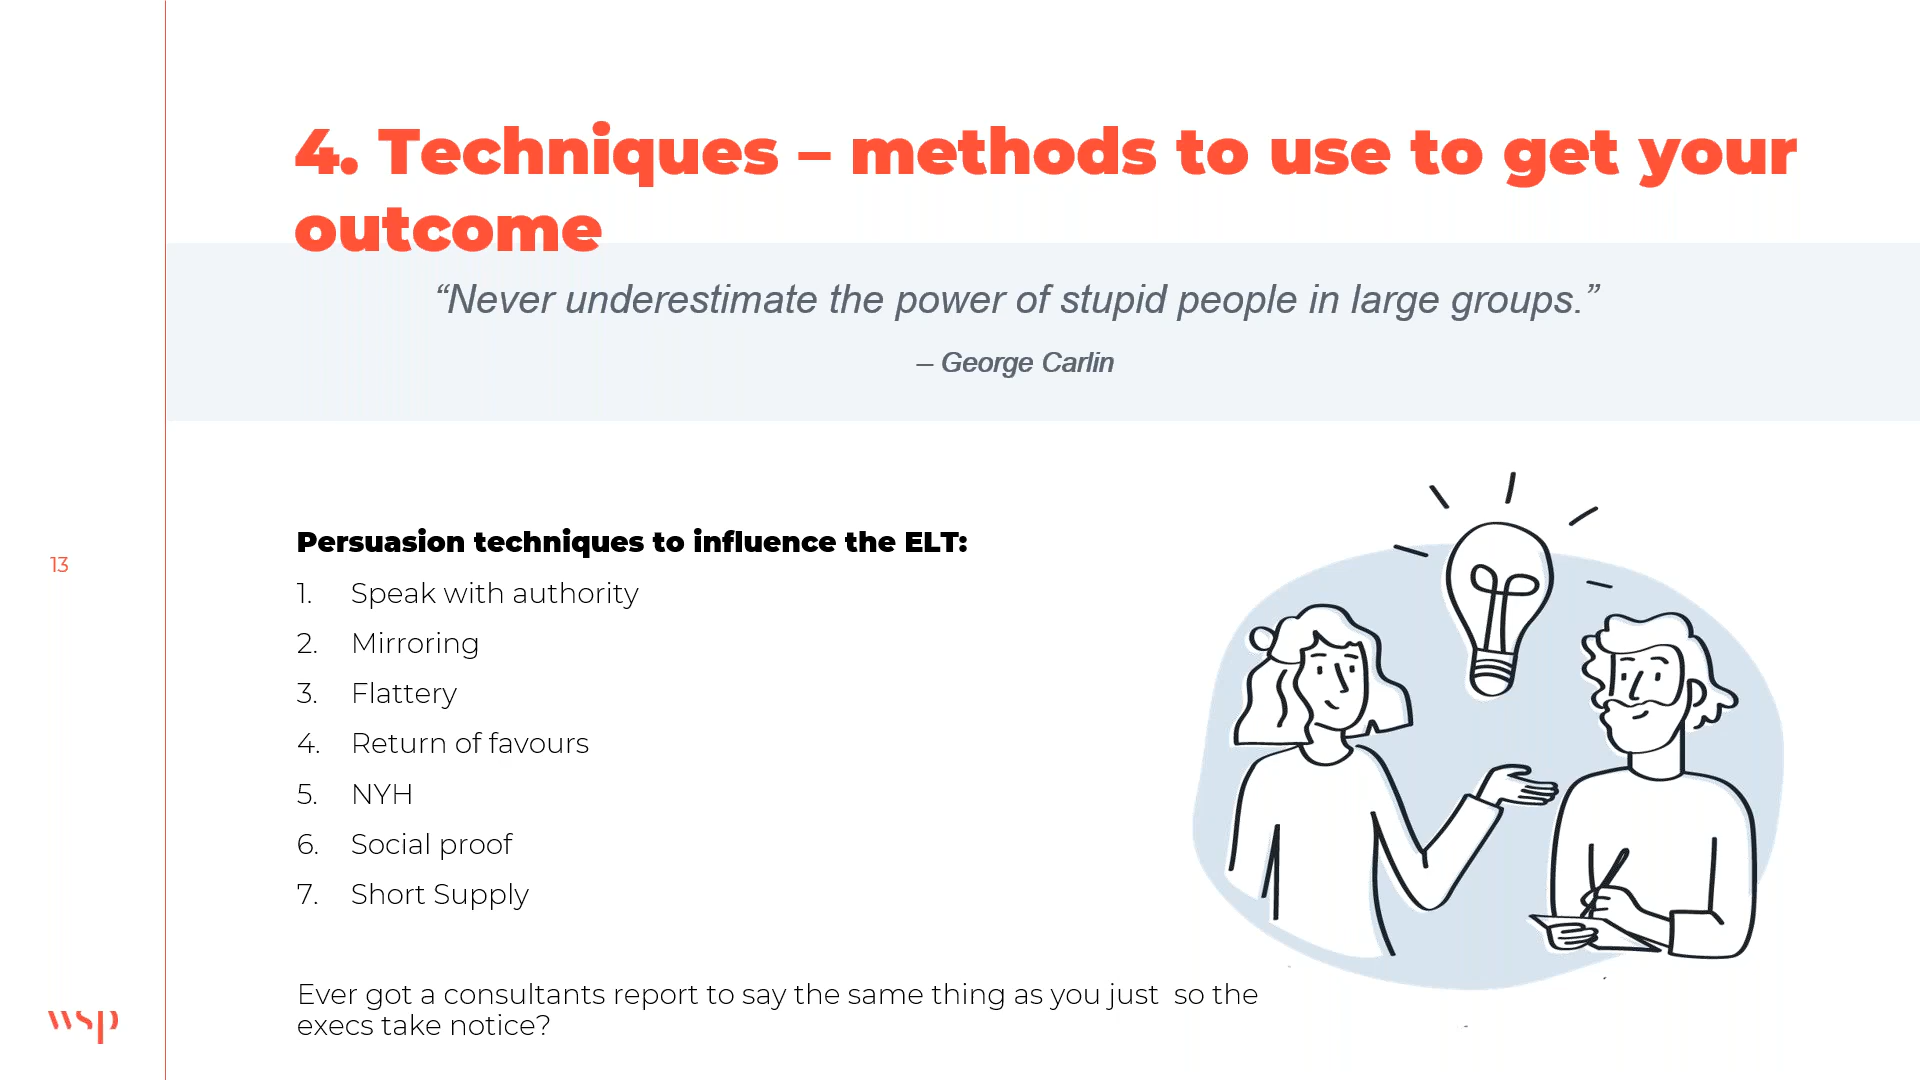 4. Techniques – methods to use to get your
outcome
“Never underestimate the power of stupid people in large groups.”
― George Carlin
Persuasion techniques to influence the ELT:
1. Speak with authority
2. Mirroring
3. Flattery
4. Return of favours
5. NYH
6. Social proof
7. Short Supply
Ever got a consultants report to say the same thing as you just  so the
execs take notice?
13
wsp